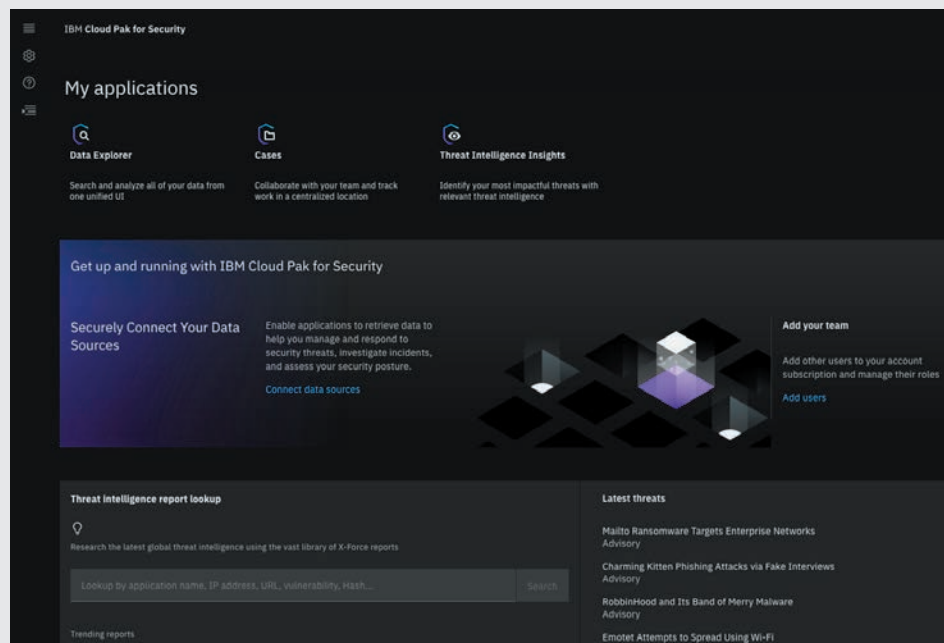 IBM Cloud Pak for Security
My applications
Data Explorer
Search and analyze all of your data from
one unified UI
Cases
Collaborate with your team and track
work in a centralized location
Threat Intelligence Insights
Identify your most impactful threats with
relevant threat intelligence
Get up and running with IBM Cloud Pak for Security
Securely Connect Your Data
Sources
Enable applications to retrieve data to
help you manage and respond to
security threats, investigate incidents,
and assess your security posture.
Connect data sources
Add your team
Add other users to your account
subscription and manage their roles
Add users
Threat intelligence report lookup
Research the latest global threat intelligence using the vast library of X-Force reports
Lookup by application name, IP address, URL, vulnerability, Hash...
Search
Trending reports
Latest threats
Mailto Ransomware Targets Enterprise Networks
Advisory
Charming Kitten Phishing Attacks via Fake Interviews
Advisory
RobbinHood and Its Band of Merry Malware
Advisory
Emotet Attempts to Spread Using Wi-Fi